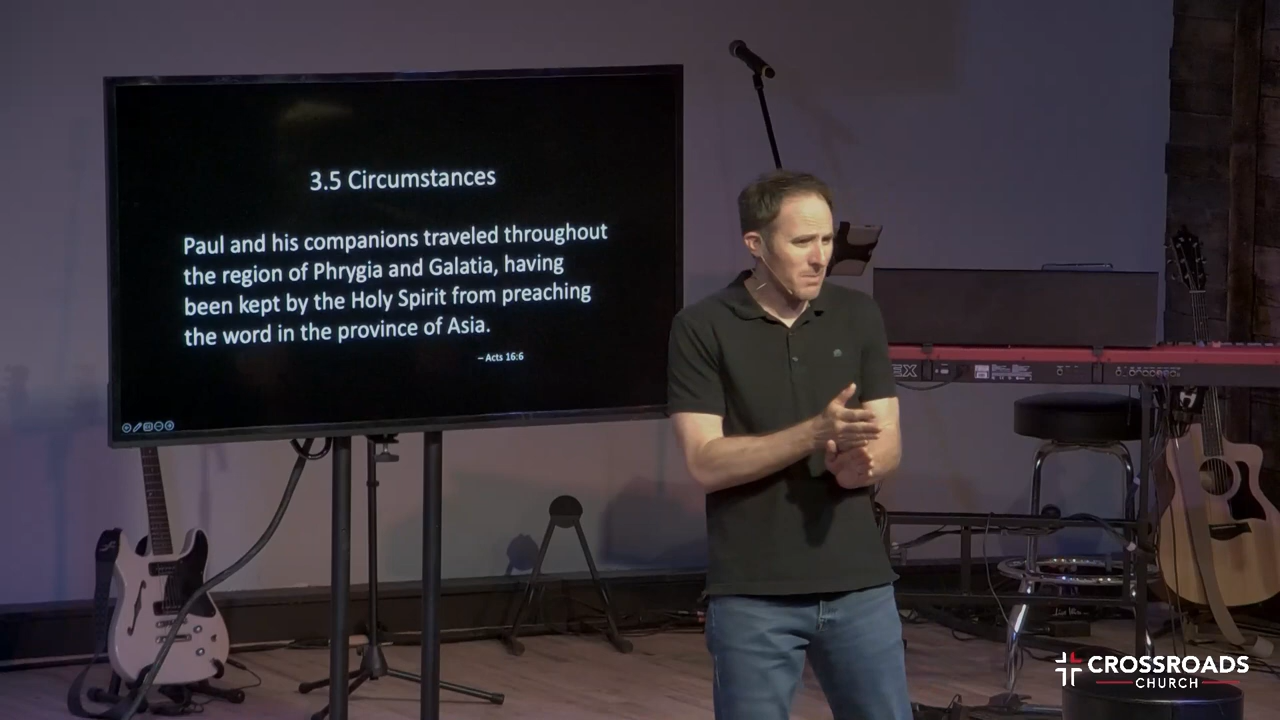 3.5 Circumstances
Paul and his companions traveled throughout
the region of Phrygia and Galatia, having
been kept by the Holy Spirit from preaching
the word in the province of Asia.
– Acts 16:6
EX
CROSSROADS
CHURCH